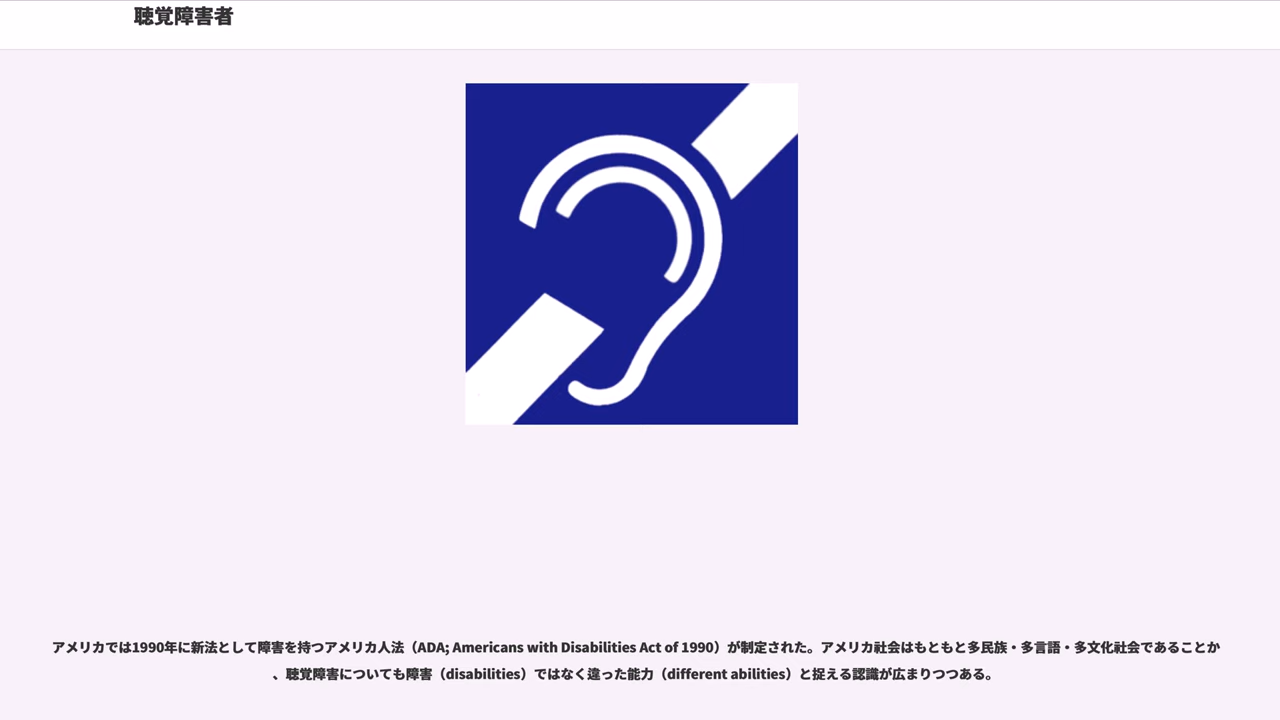 聴覚障害者
アメリカでは1990年に新法として障害を持つアメリカ人法（ADA; Americans with Disabilities Act of 1990）が制定された。アメリカ社会はもともと多民族・多言語・多文化社会であることか
、聴覚障害についても障害（disabilities）ではなく違った能力（different abilities）と捉える認識が広まりつつある。